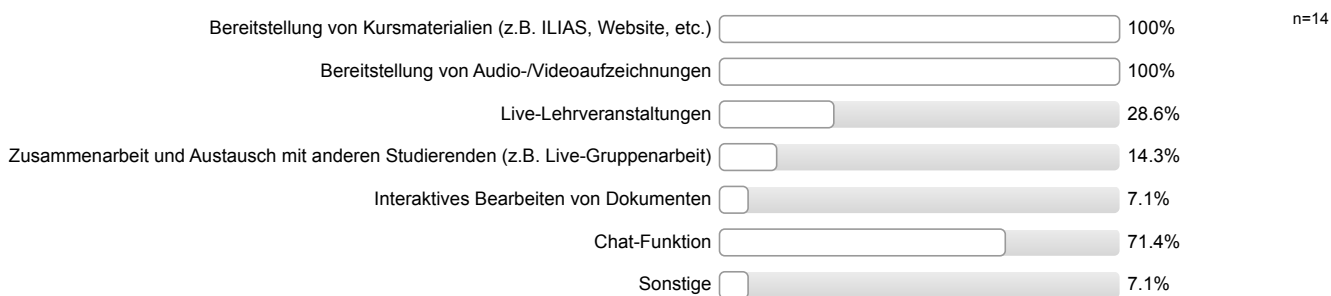 Bereitstellung von Kursmaterialien (z.B. ILIAS, Website, etc.) 100% n=14
Bereitstellung von Audio-/Videoaufzeichnungen 100%
Live-Lehrveranstaltungen 28.6%
Zusammenarbeit und Austausch mit anderen Studierenden (z.B. Live-Gruppenarbeit) 14.3%
Interaktives Bearbeiten von Dokumenten 7.1%
Chat-Funktion 71.4%
Sonstige 7.1%